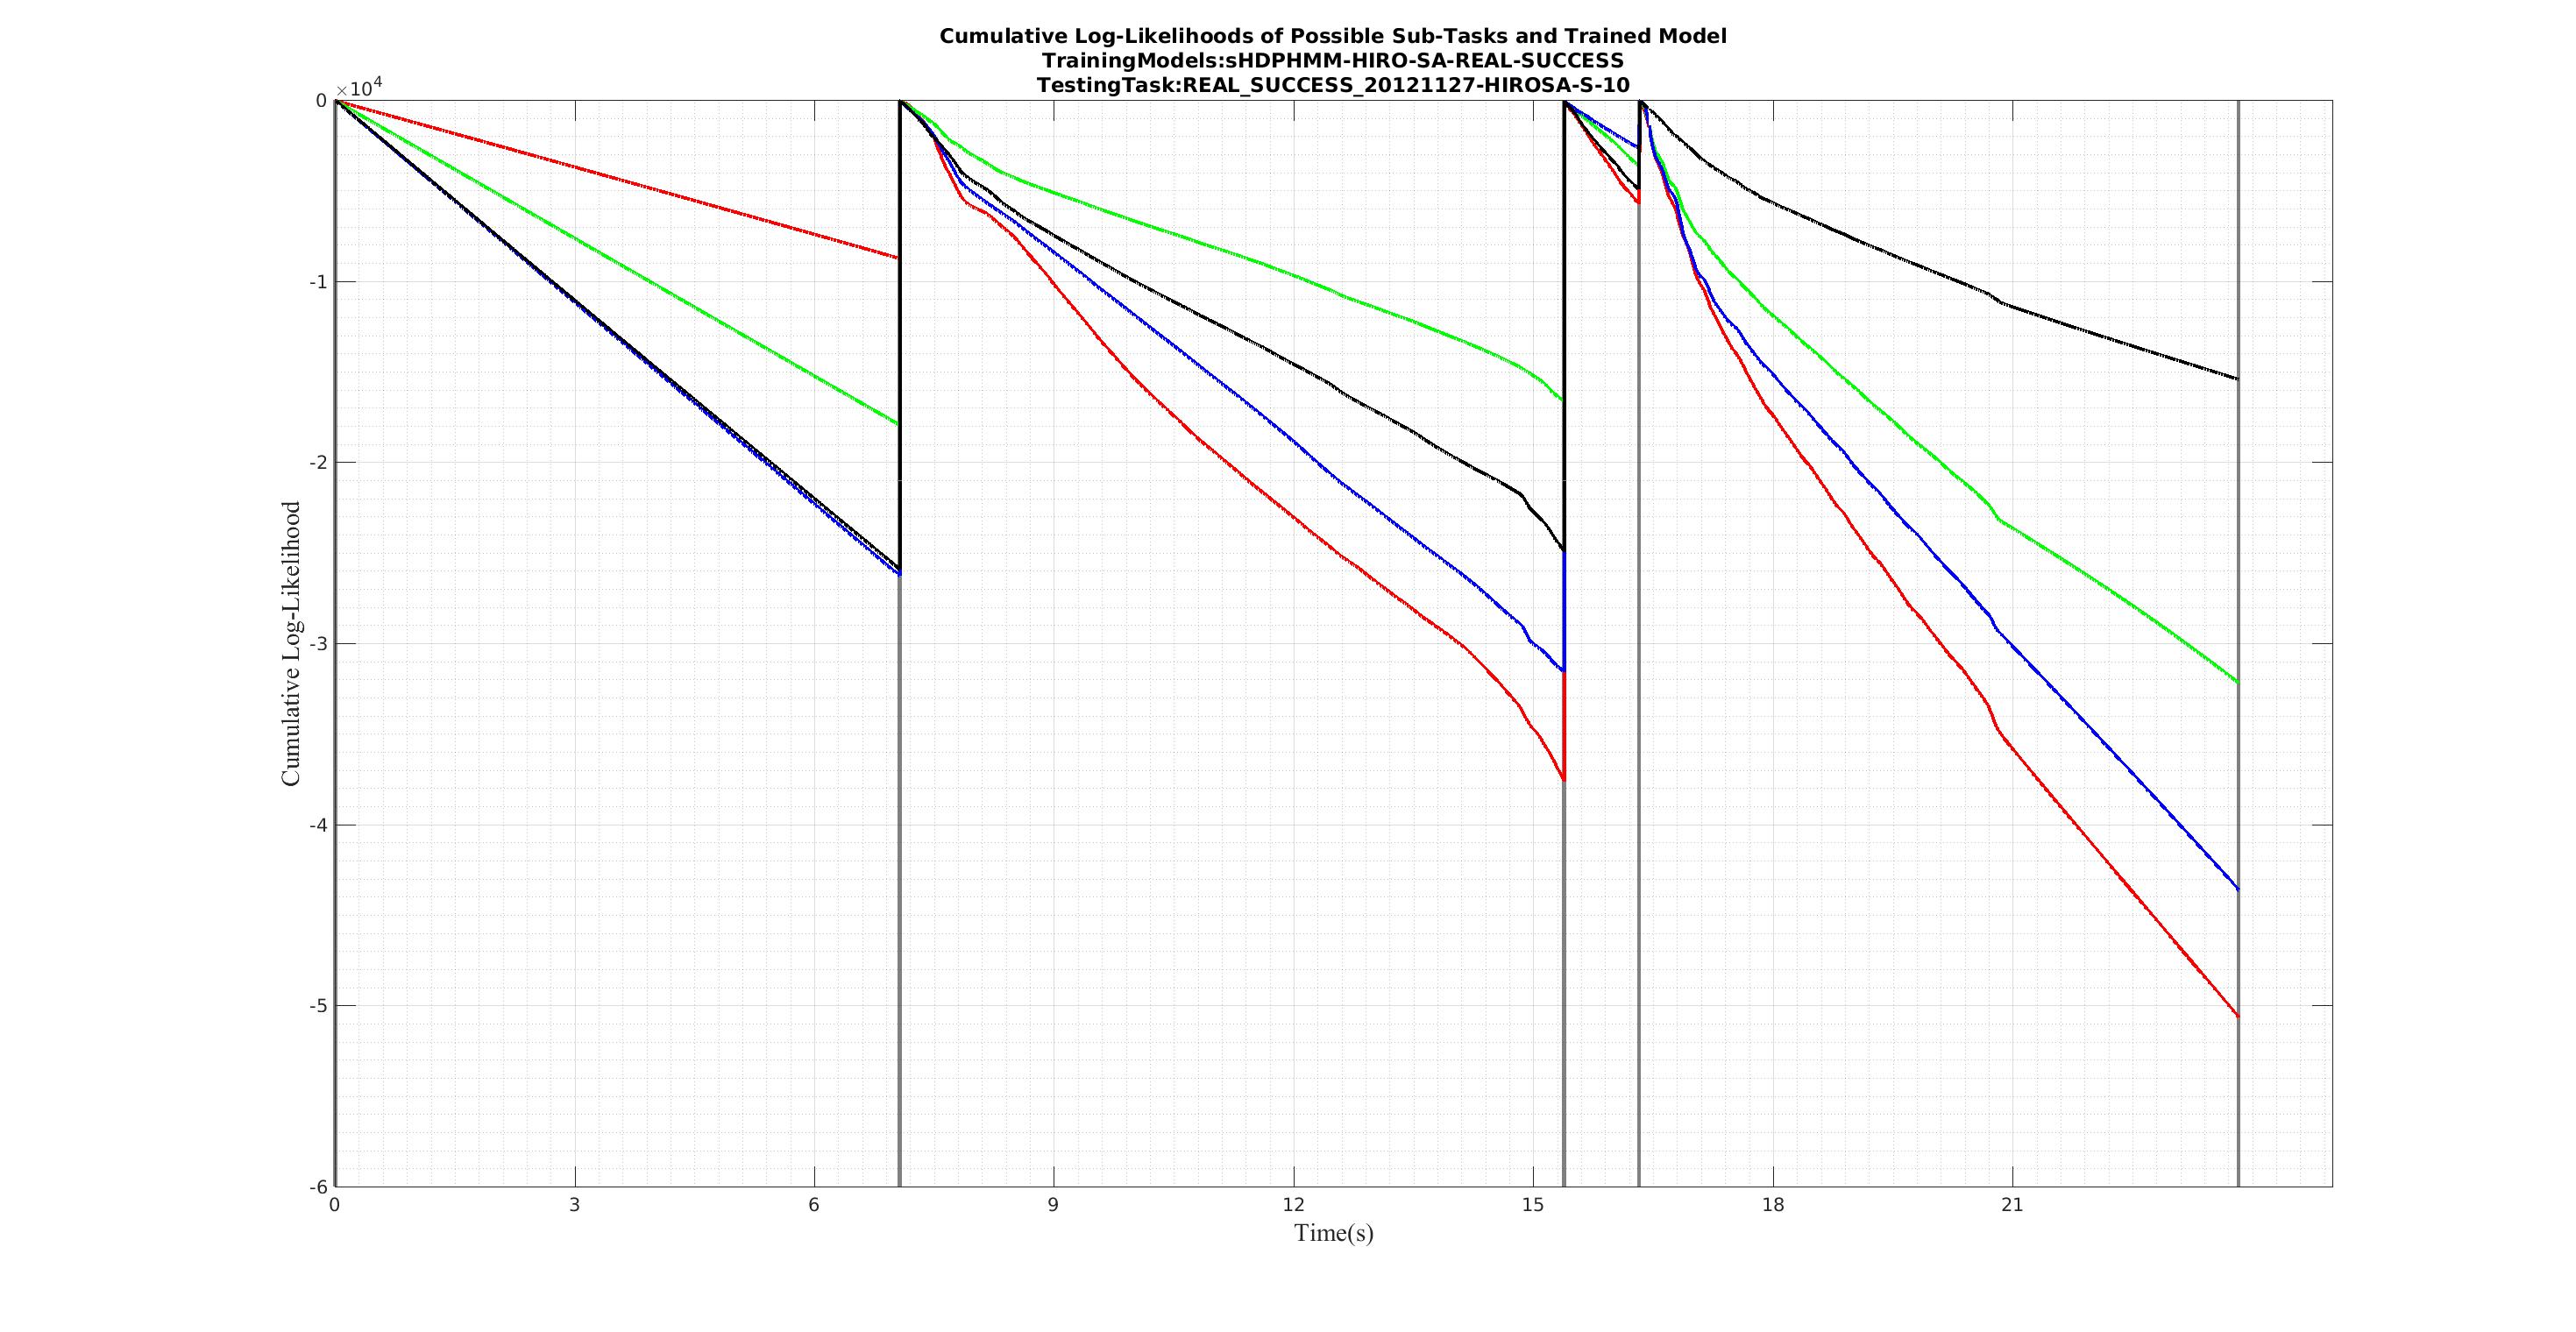 Cumulative Log-Likelihoods of Possible Sub-Tasks and Trained Model
TrainingModels:sHDPHMM-HIRO-SA-REAL-SUCCESS
TestingTask:REAL_SUCCESS_20121127-HIROSA-S-10
×10⁴
0
-1
-2
-3
-4
-5
-6
Cumulative Log-Likelihood
0 3 6 9 12 15 18 21
Time(s)